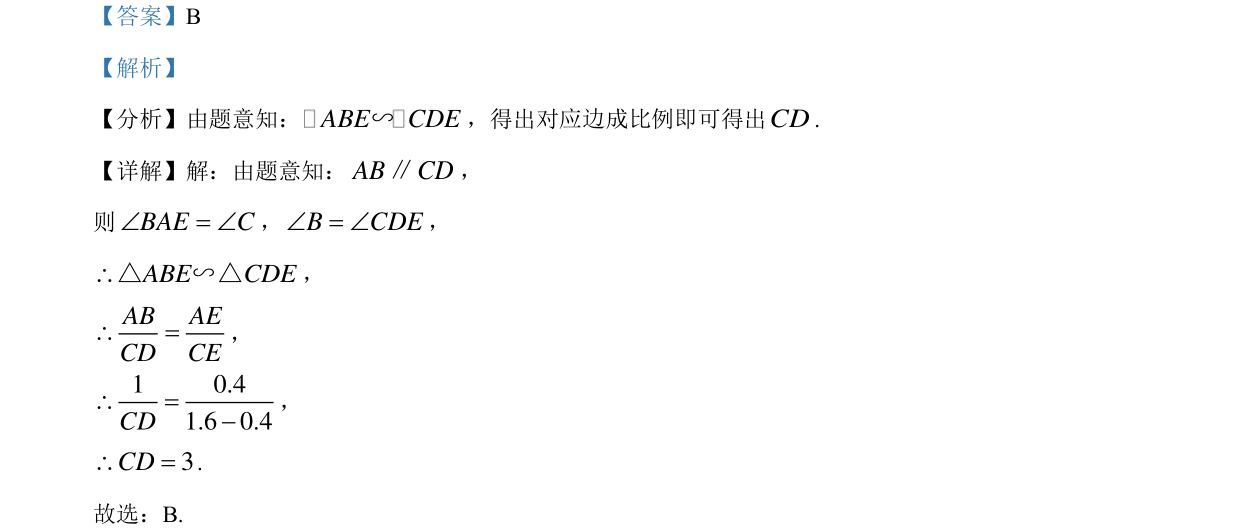 【答案】B
【解析】
【分析】由题意知：□ABE∽□CDE，得出对应边成比例即可得出CD.
【详解】解：由题意知：AB∥CD，
则∠BAE=∠C，∠B=∠CDE，
∴△ABE∽△CDE，
∴AB/CD=AE/CE，
∴1/CD=0.4/(1.6−0.4)，
∴CD=3.
故选：B.